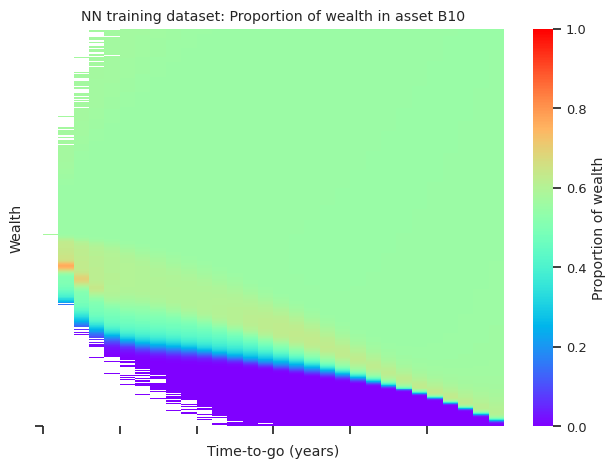 NN training dataset: Proportion of wealth in asset B10
Wealth
Time-to-go (years)
1.0
0.8
0.6
0.4
0.2
0.0
Proportion of wealth